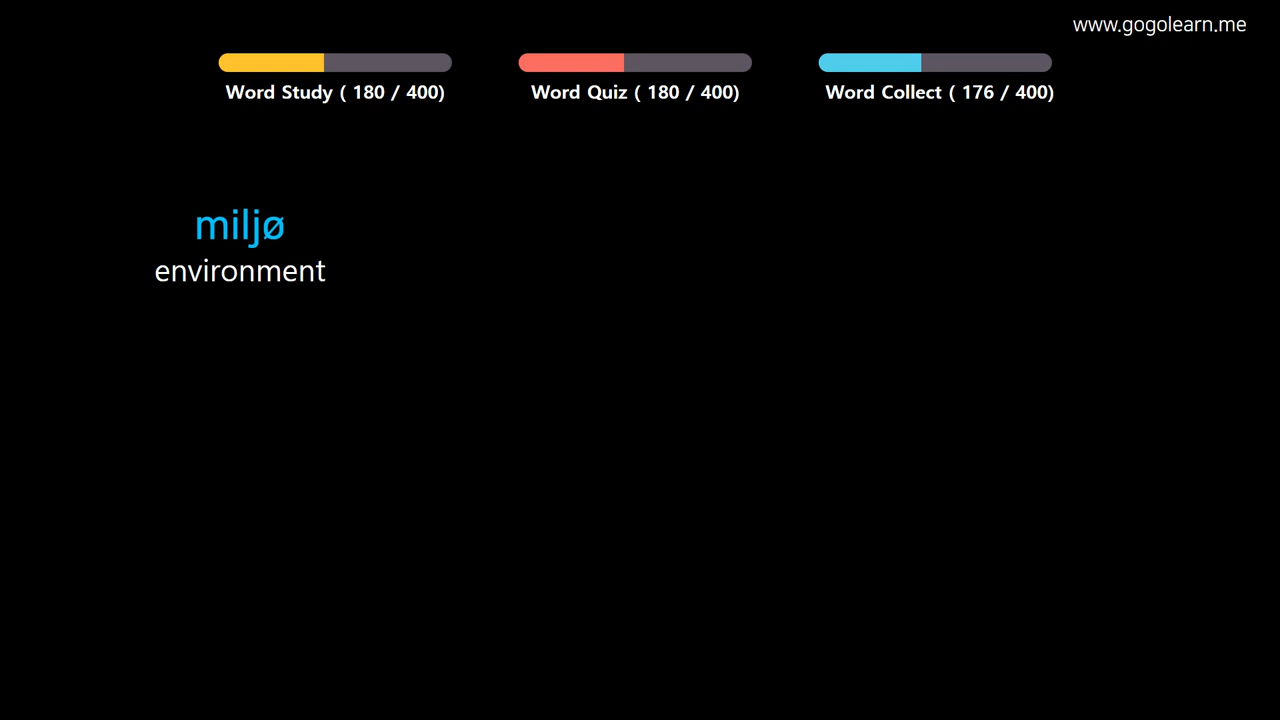 www.gogolearn.me
Word Study ( 180 / 400)
Word Quiz ( 180 / 400)
Word Collect ( 176 / 400)
miljø
environment